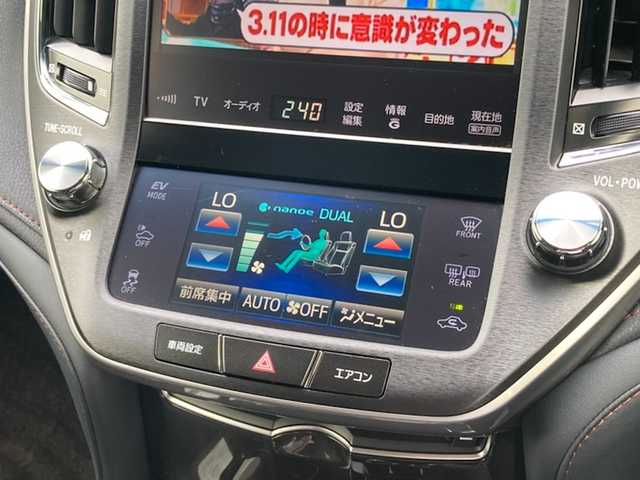 3.11の時に意識が変わった
TV オーディオ 240 設定編集 情報G 目的地 現在地 案内音声
TUNE・SCROLL
VOL・POW
EV MODE
LO nanoe DUAL LO
FRONT
OFF
REAR
OFF
前席集中 AUTO OFF メニュー
車両設定 エアコン